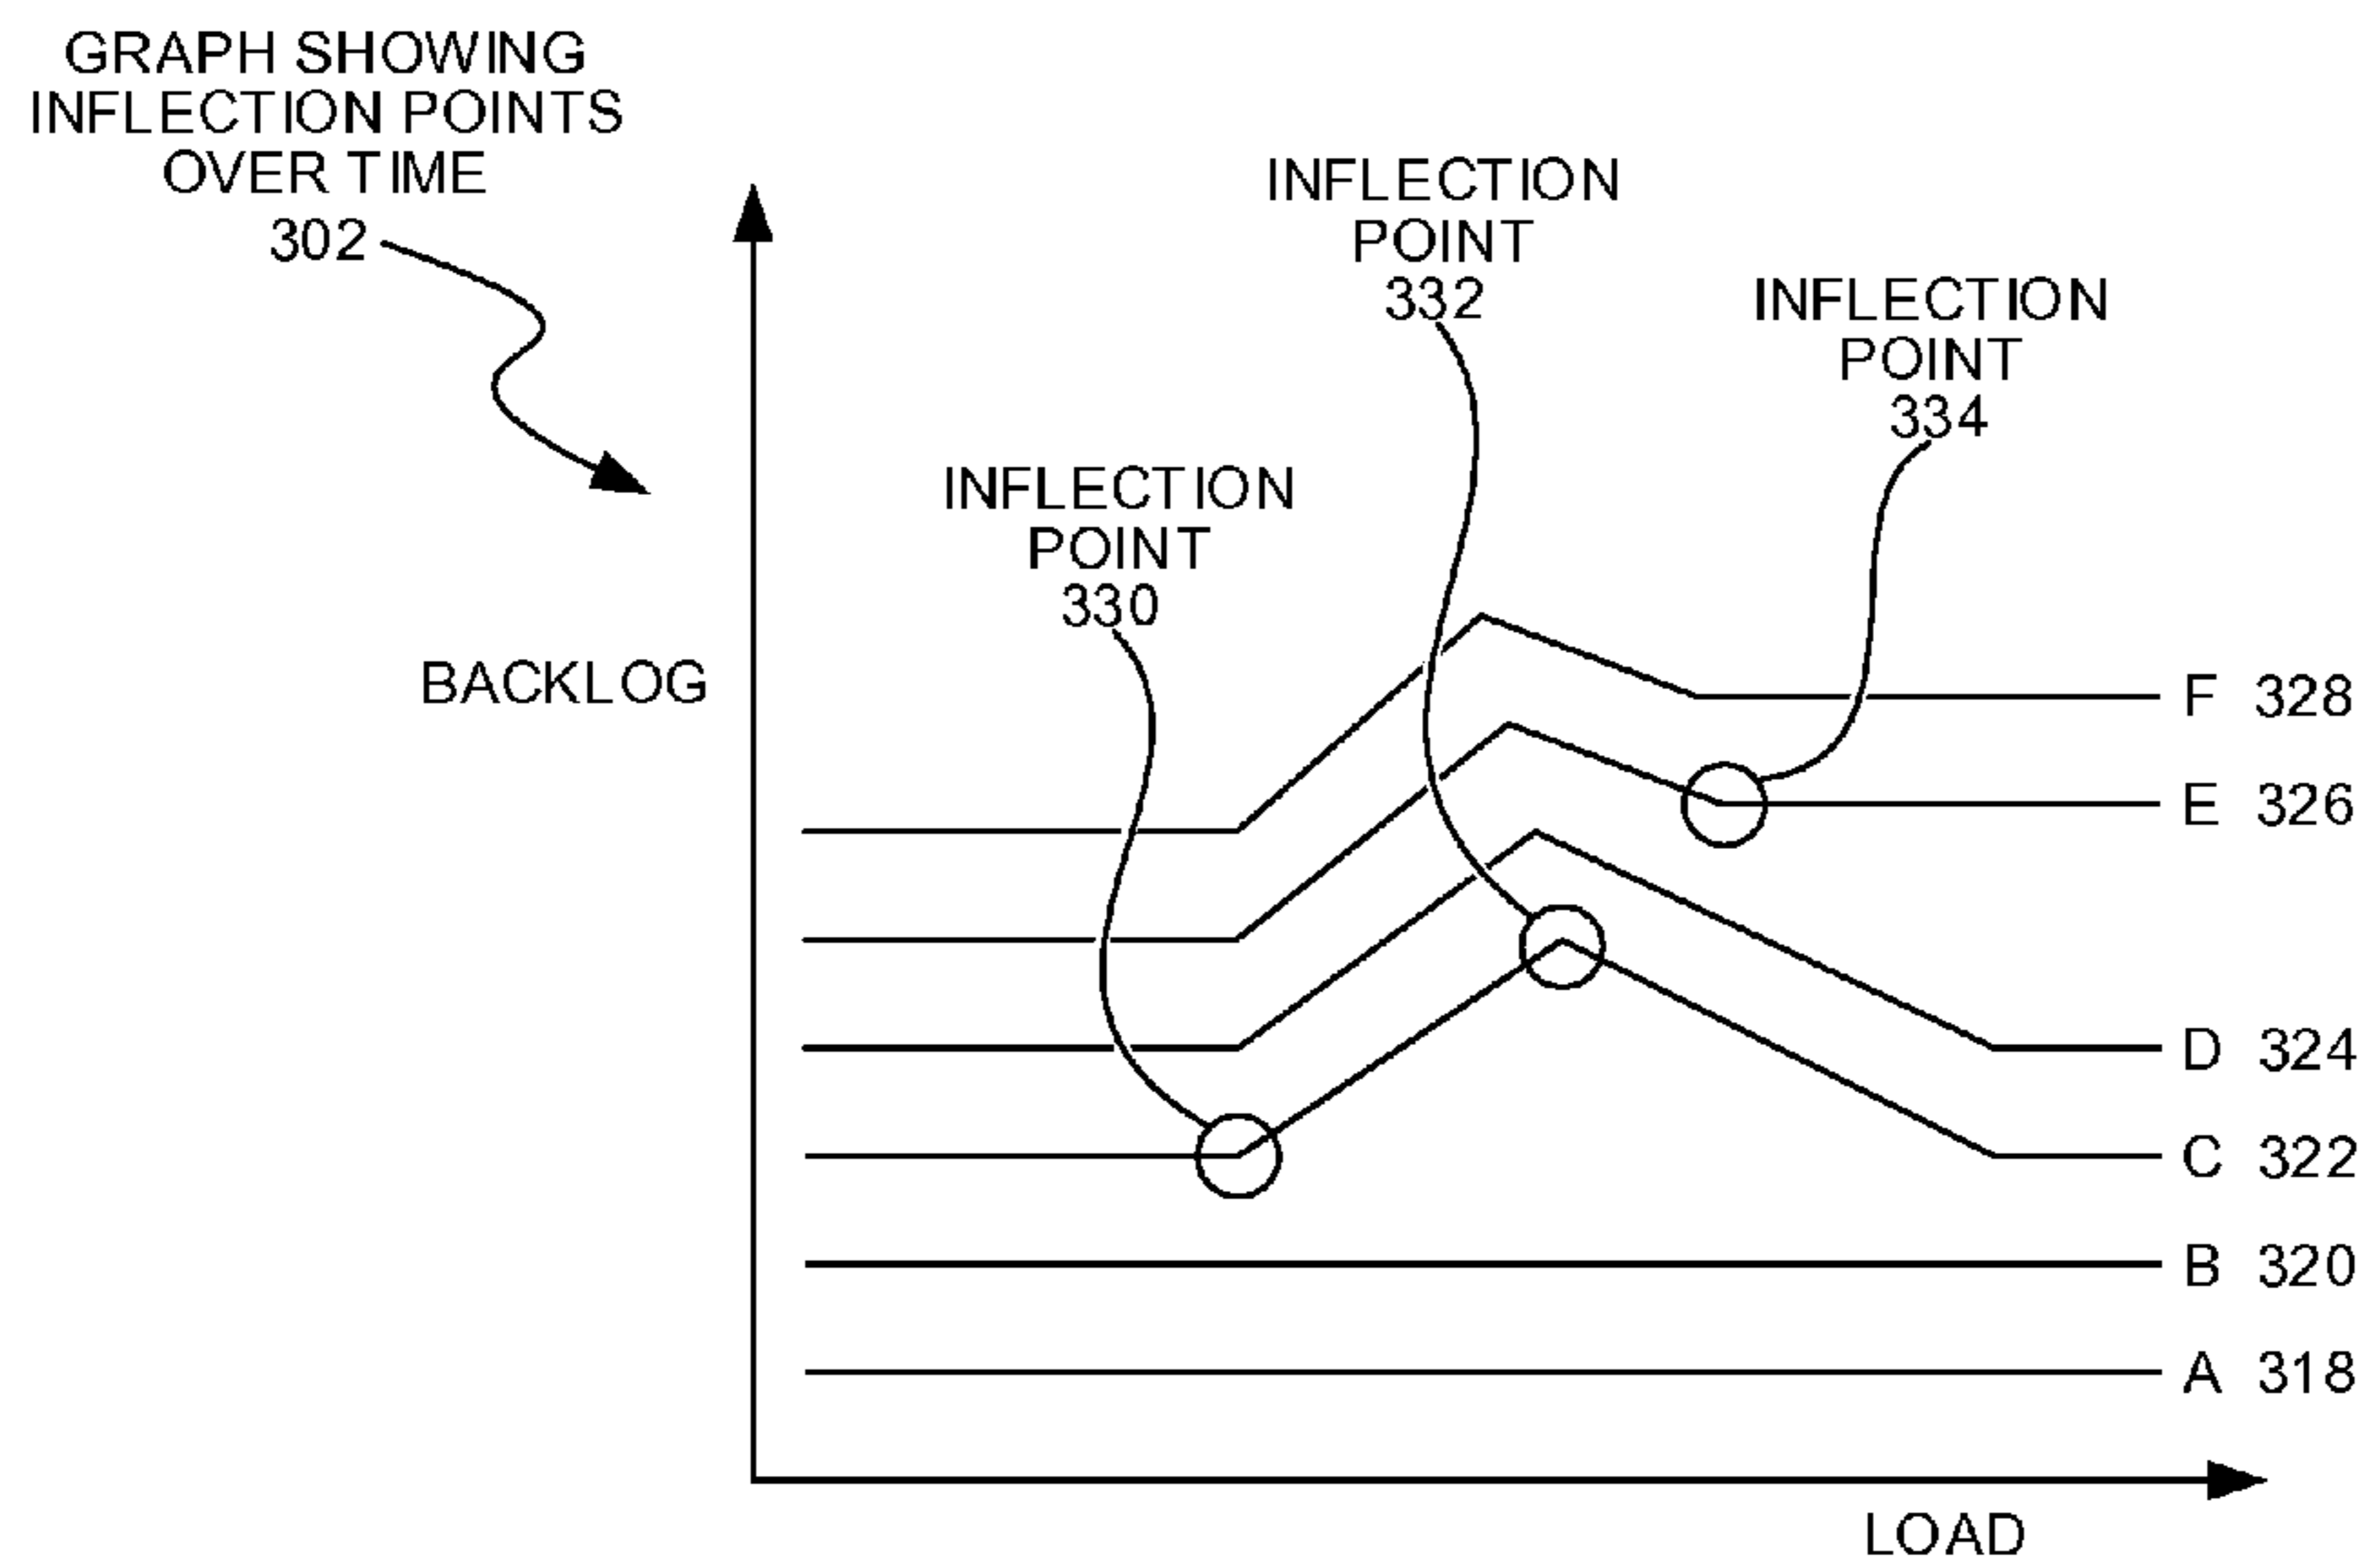 GRAPH SHOWING
INFLECTION POINTS
OVER TIME
302
INFLECTION
POINT
332
INFLECTION
POINT
334
INFLECTION
POINT
330
BACKLOG
F 328
E 326
D 324
C 322
B 320
A 318
LOAD